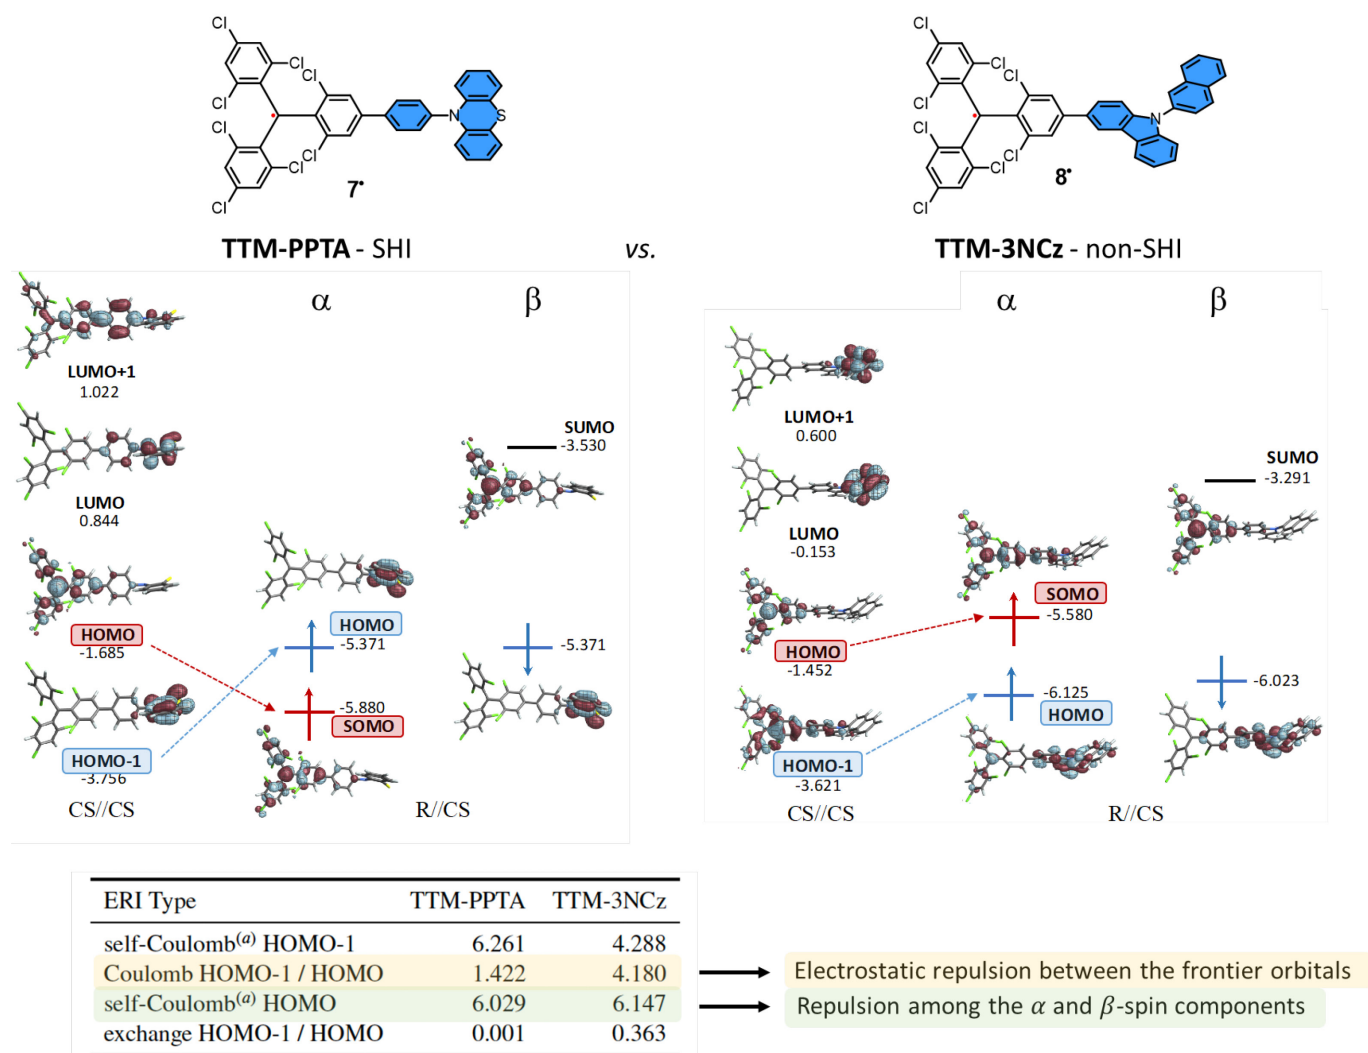 Cl
Cl
Cl
Cl
Cl
Cl
Cl
Cl
N
S
7•
Cl
Cl
Cl
Cl
Cl
Cl
Cl
Cl
N
8•
TTM-PPTA - SHI
vs.
TTM-3NCz - non-SHI
α
β
LUMO+1
1.022
LUMO
0.844
HOMO
-1.685
HOMO-1
-3.756
CS//CS
HOMO
-5.371
-5.880
SOMO
SUMO
-3.530
-5.371
R//CS
α
β
LUMO+1
0.600
LUMO
-0.153
HOMO
-1.452
HOMO-1
-3.621
CS//CS
SOMO
-5.580
-6.125
HOMO
SUMO
-3.291
-6.023
R//CS
ERI Type TTM-PPTA TTM-3NCz
self-Coulomb(a) HOMO-1 6.261 4.288
Coulomb HOMO-1 / HOMO 1.422 4.180
Electrostatic repulsion between the frontier orbitals
self-Coulomb(a) HOMO 6.029 6.147
Repulsion among the α and β-spin components
exchange HOMO-1 / HOMO 0.001 0.363